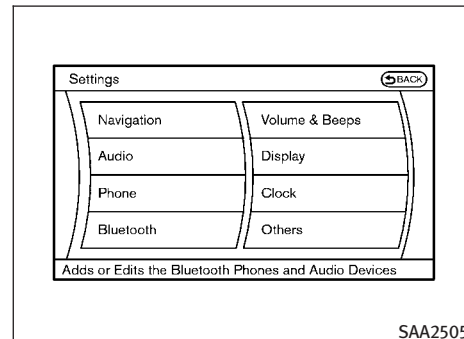 Settings
BACK
Navigation
Volume & Beeps
Audio
Display
Phone
Clock
Bluetooth
Others
Adds or Edits the Bluetooth Phones and Audio Devices
SAA2505